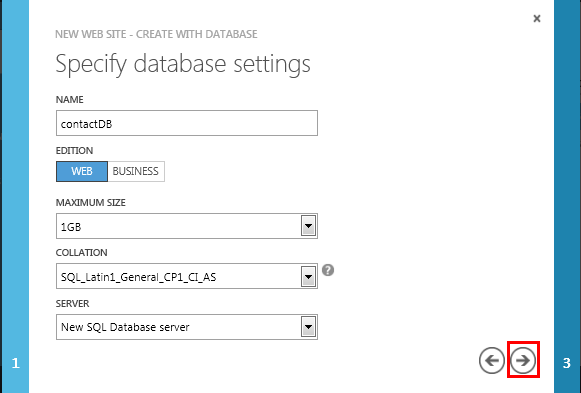 NEW WEB SITE - CREATE WITH DATABASE
Specify database settings
NAME
contactDB
EDITION
WEB BUSINESS
MAXIMUM SIZE
1GB
COLLATION
SQL_Latin1_General_CP1_CI_AS
?
SERVER
New SQL Database server
1
3